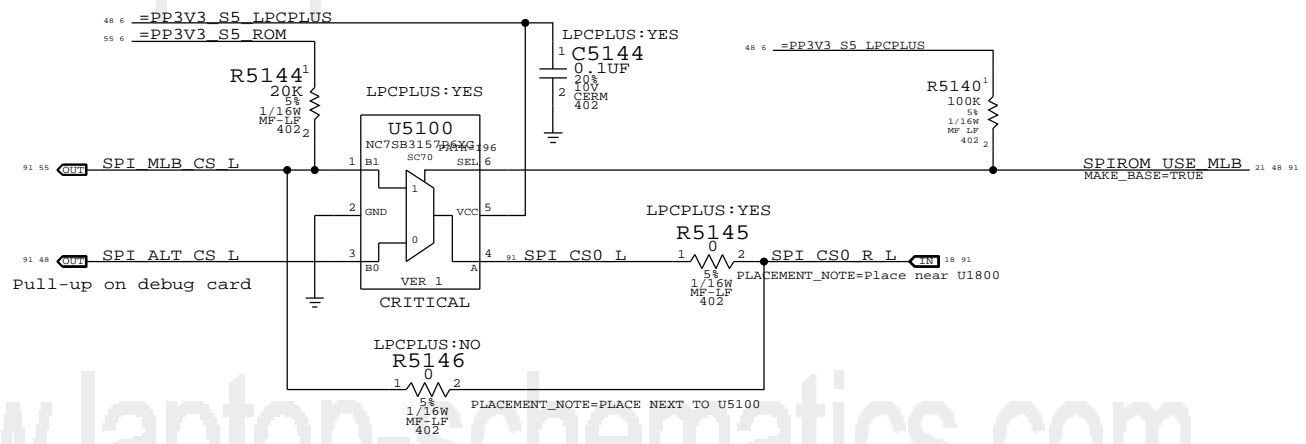 48 6 =PP3V3_S5_LPCPLUS
55 6 =PP3V3_S5_ROM
R5144
1
20K
5%
1/16W
MF-LF
402
2
LPCPLUS:YES
1 C5144
0.1UF
20%
10V
2 CERM
402
48 6 =PP3V3_S5_LPCPLUS
R5140
1
100K
5%
1/16W
MF LF
402
2
LPCPLUS:YES
U5100
SC70
91 55 OUT SPI_MLB_CS_L
1 B1
SEL 6
1
2 GND
VCC 5
0
3 B0
A 4
VER 1
CRITICAL
SPIROM_USE_MLB 21 48 91
MAKE_BASE=TRUE
91 48 OUT SPI_ALT_CS_L
Pull-up on debug card
LPCPLUS:YES
R5145
91 SPI_CS0_L 1 0 2 SPI_CS0_R_L IN 18 91
5%
1/16W
MF-LF
402
PLACEMENT_NOTE=Place near U1800
LPCPLUS:NO
R5146
1 0 2
5%
1/16W
MF-LF
402
PLACEMENT_NOTE=PLACE NEXT TO U5100
w.laptop-schematics.com